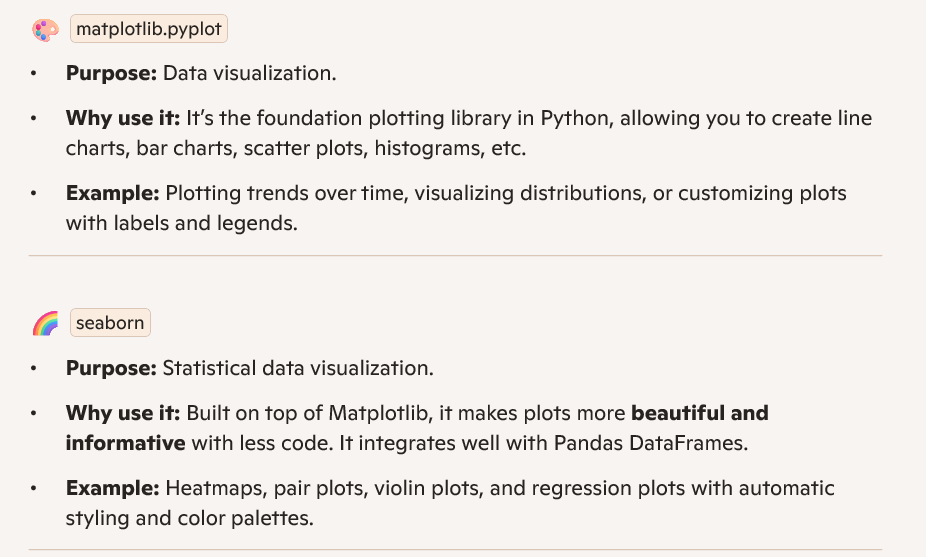 matplotlib.pyplot
• Purpose: Data visualization.
• Why use it: It’s the foundation plotting library in Python, allowing you to create line
charts, bar charts, scatter plots, histograms, etc.
• Example: Plotting trends over time, visualizing distributions, or customizing plots
with labels and legends.
seaborn
• Purpose: Statistical data visualization.
• Why use it: Built on top of Matplotlib, it makes plots more beautiful and
informative with less code. It integrates well with Pandas DataFrames.
• Example: Heatmaps, pair plots, violin plots, and regression plots with automatic
styling and color palettes.